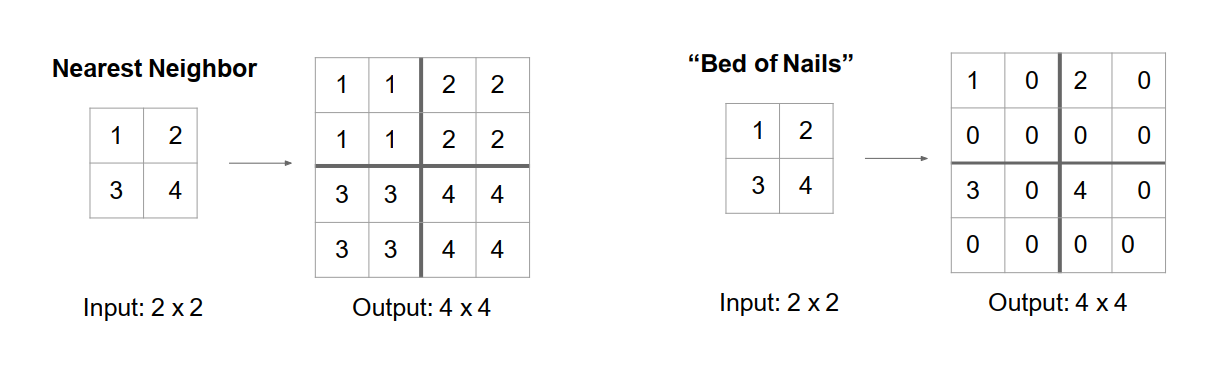 Nearest Neighbor
1 2
3 4
1 1 2 2
1 1 2 2
3 3 4 4
3 3 4 4
Input: 2 x 2
Output: 4 x 4
“Bed of Nails”
1 2
3 4
1 0 2 0
0 0 0 0
3 0 4 0
0 0 0 0
Input: 2 x 2
Output: 4 x 4